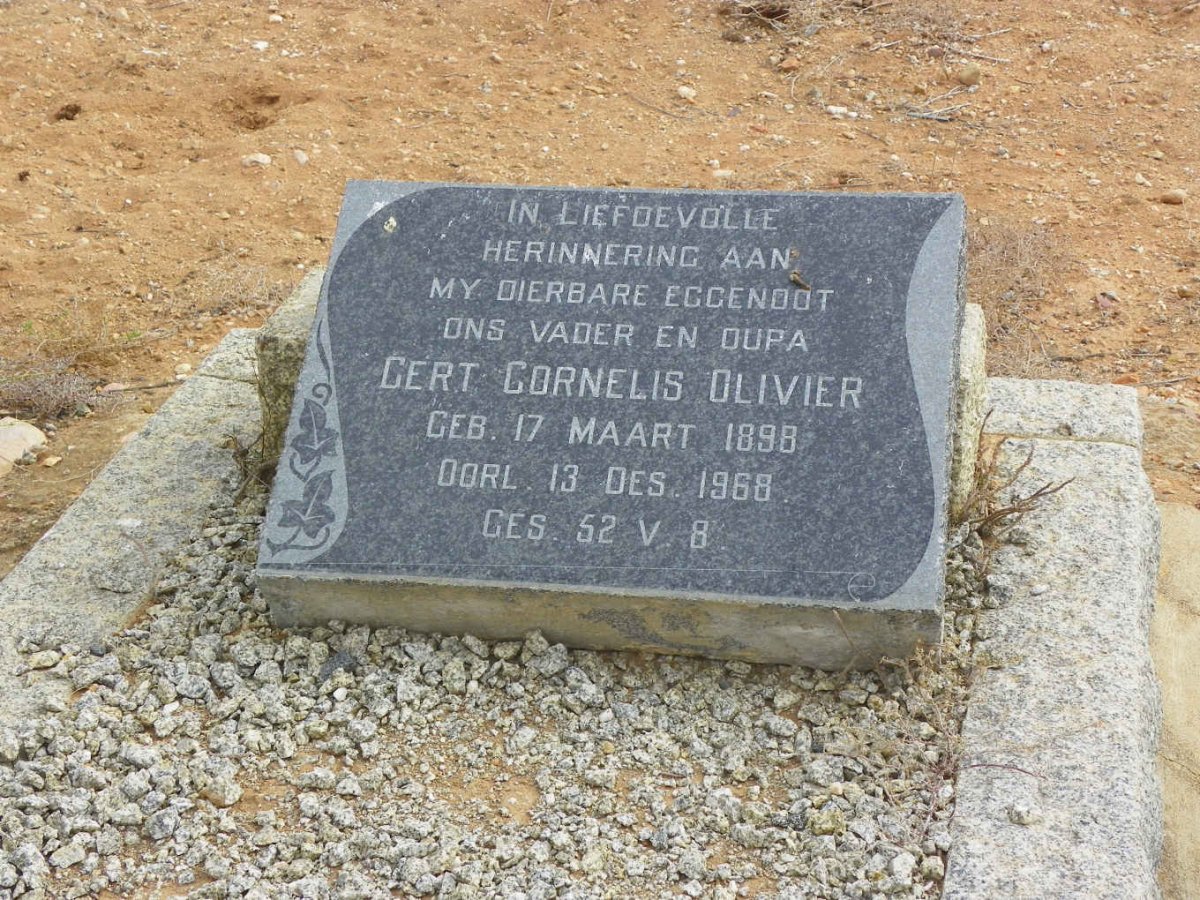 IN LIEFDEVOLLE
HERINNERING AAN
MY DIERBARE EGGENOOT
ONS VADER EN OUPA
GERT CORNELIS OLIVIER
GEB. 17 MAART 1898
OORL. 13 DES. 1968
GES. 52 V. 8